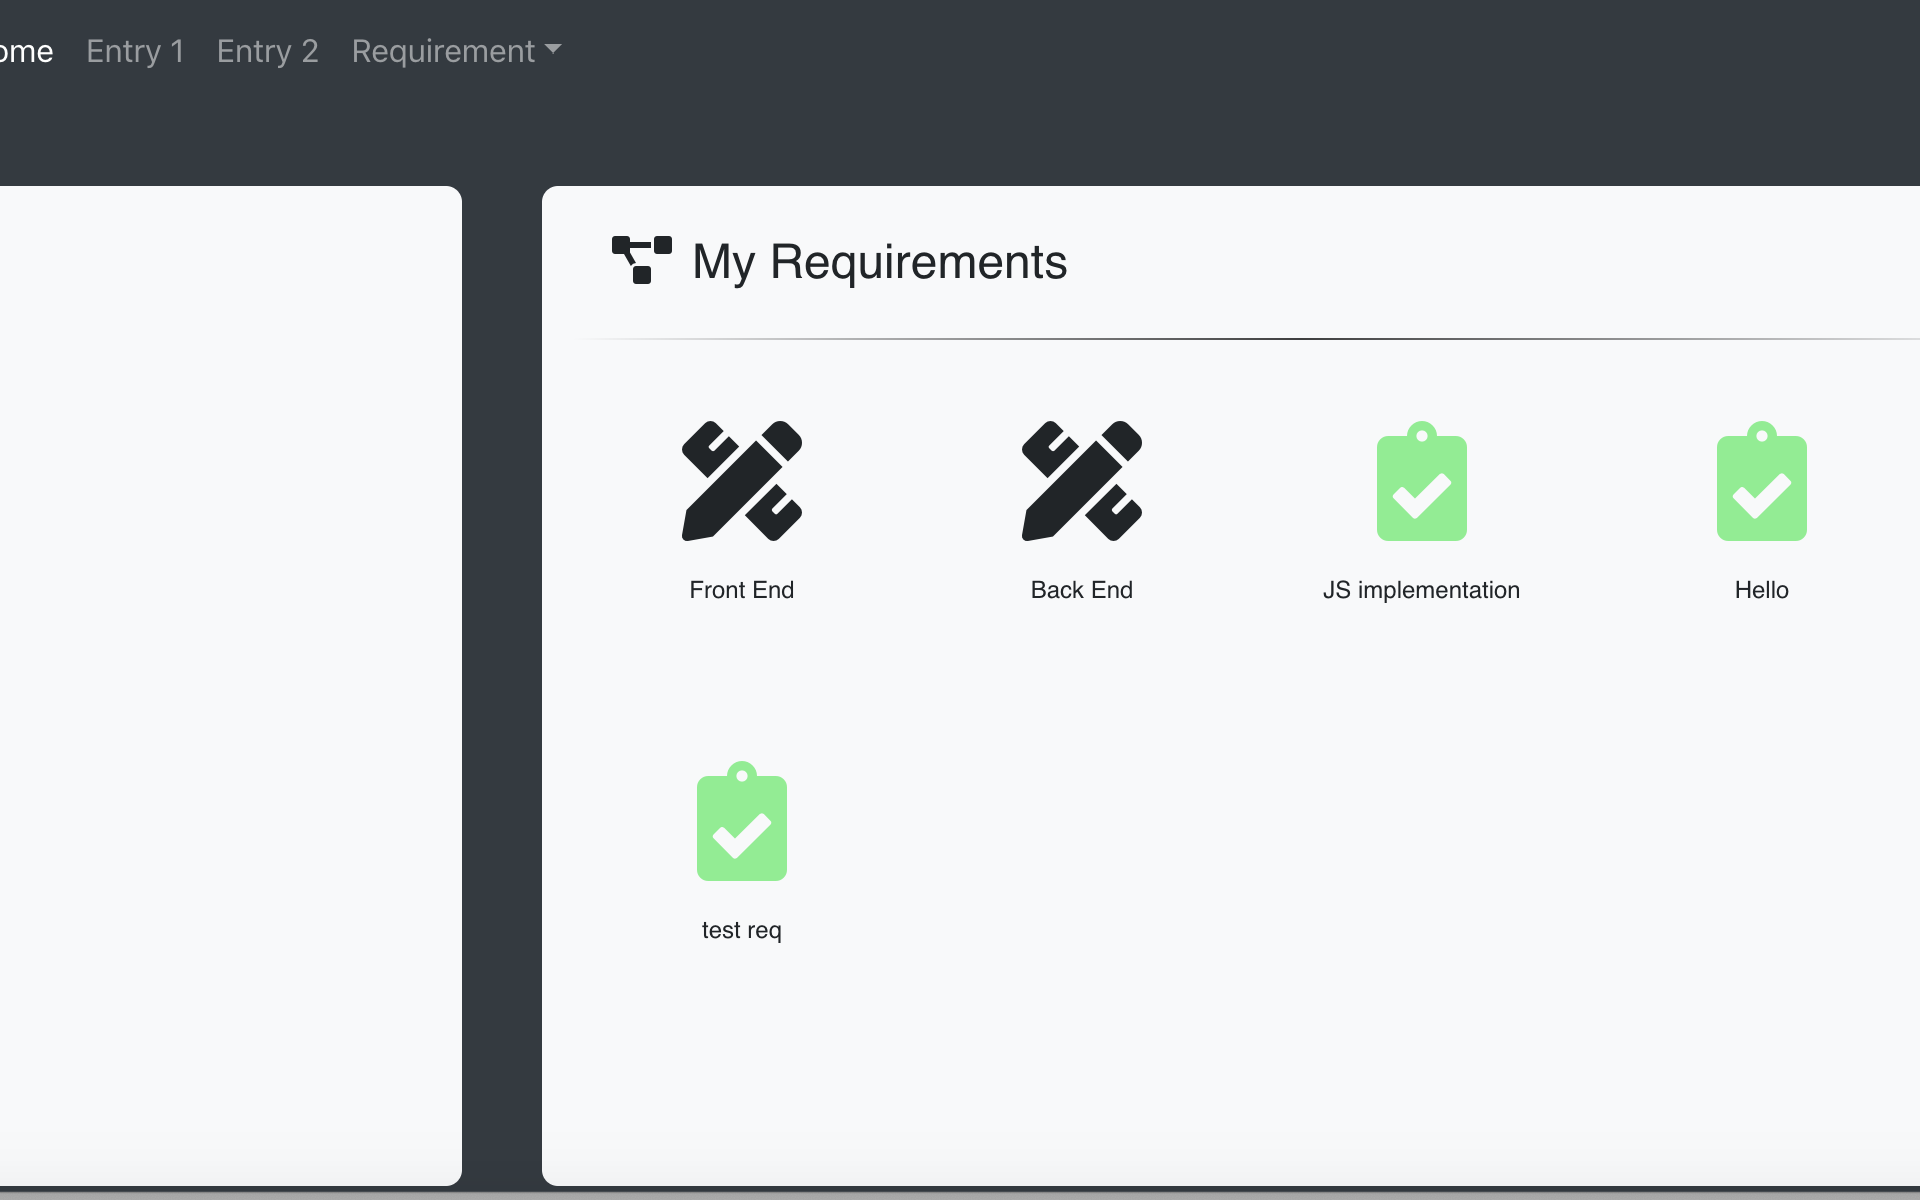 ome Entry 1 Entry 2 Requirement
My Requirements
Front End Back End JS implementation Hello
test req